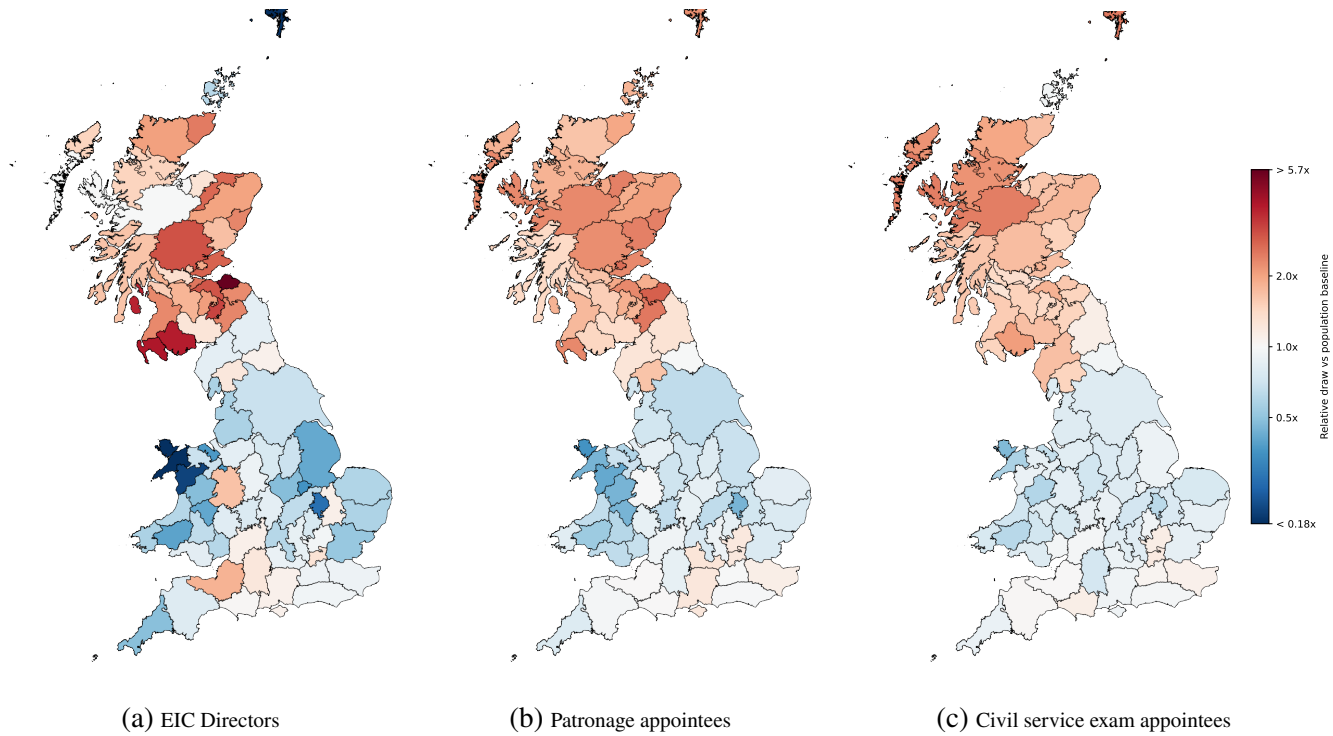 > 5.7x
2.0x
1.0x
0.5x
< 0.18x
Relative draw vs population baseline
(a) EIC Directors
(b) Patronage appointees
(c) Civil service exam appointees